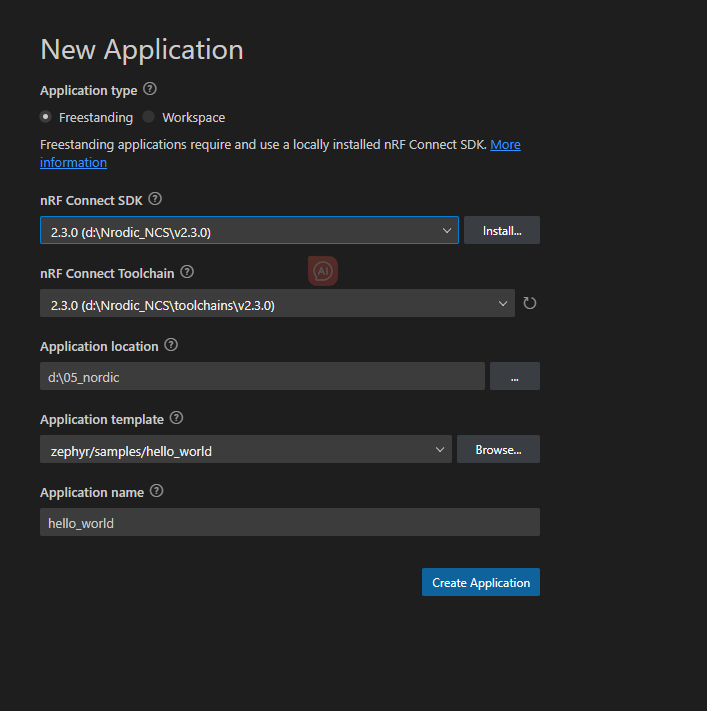 New Application
Application type
Freestanding Workspace
Freestanding applications require and use a locally installed nRF Connect SDK. More
information
nRF Connect SDK
2.3.0 (d:\Nrodic_NCS\v2.3.0) Install...
AI
nRF Connect Toolchain
2.3.0 (d:\Nrodic_NCS\toolchains\v2.3.0)
Application location
d:\05_nordic ...
Application template
zephyr/samples/hello_world Browse...
Application name
hello_world
Create Application